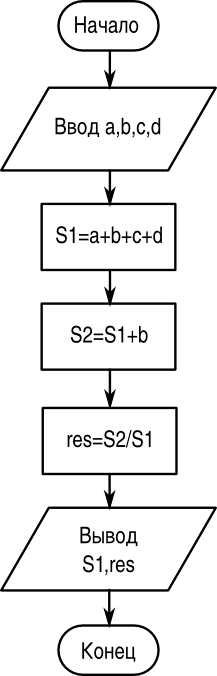 Начало
Ввод a,b,c,d
S1=a+b+c+d
S2=S1+b
res=S2/S1
Вывод
S1,res
Конец